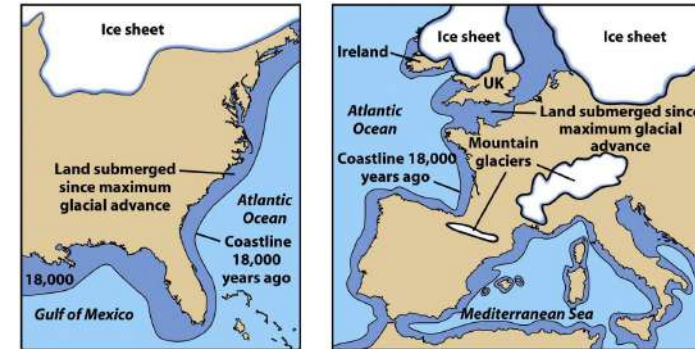 Ice sheet
Land submerged
since maximum
glacial advance
Atlantic
Ocean
Coastline
18,000
years ago
18,000
Gulf of Mexico
Ice sheet
Ice sheet
Ireland
UK
Atlantic
Ocean
Land submerged since
maximum glacial
advance
Mountain
glaciers
Coastline 18,000
years ago
Mediterranean Sea